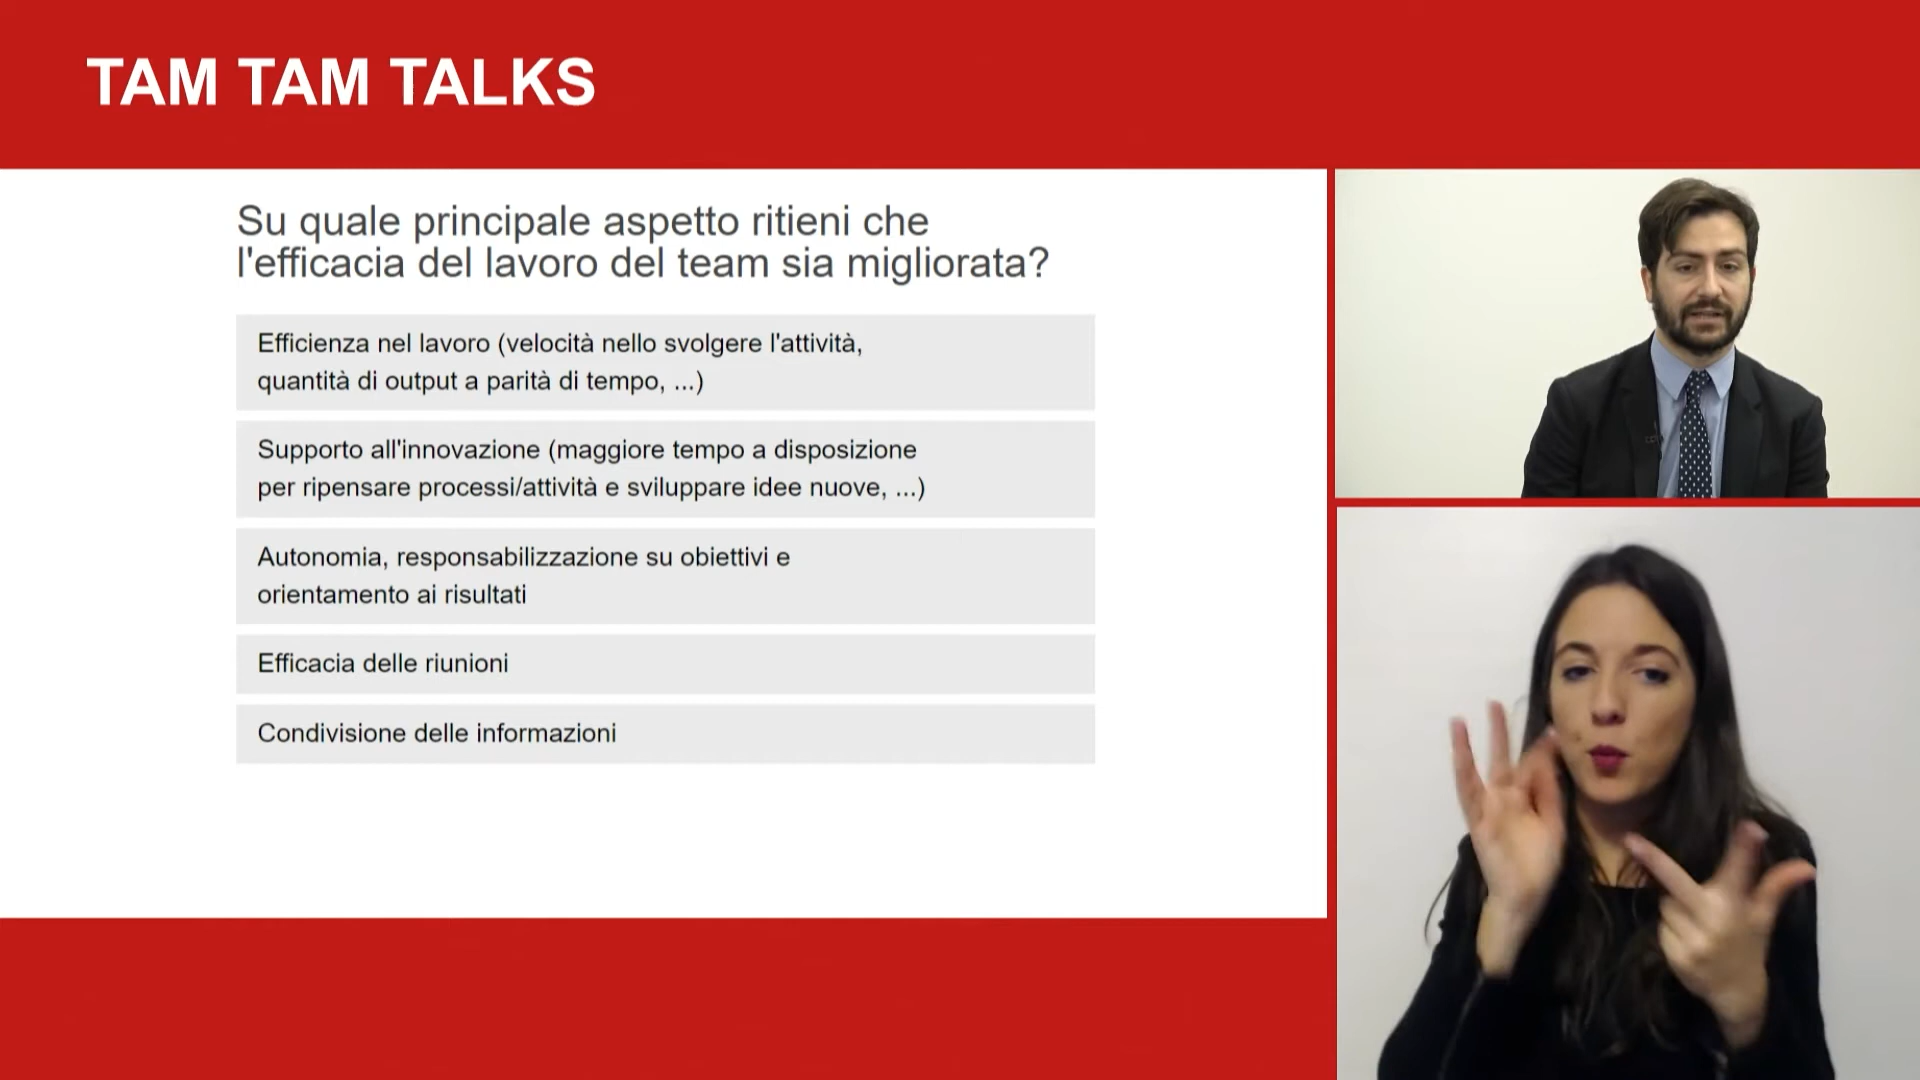 TAM TAM TALKS
Su quale principale aspetto ritieni che
l'efficacia del lavoro del team sia migliorata?
Efficienza nel lavoro (velocità nello svolgere l'attività,
quantità di output a parità di tempo, ...)
Supporto all'innovazione (maggiore tempo a disposizione
per ripensare processi/attività e sviluppare idee nuove, ...)
Autonomia, responsabilizzazione su obiettivi e
orientamento ai risultati
Efficacia delle riunioni
Condivisione delle informazioni